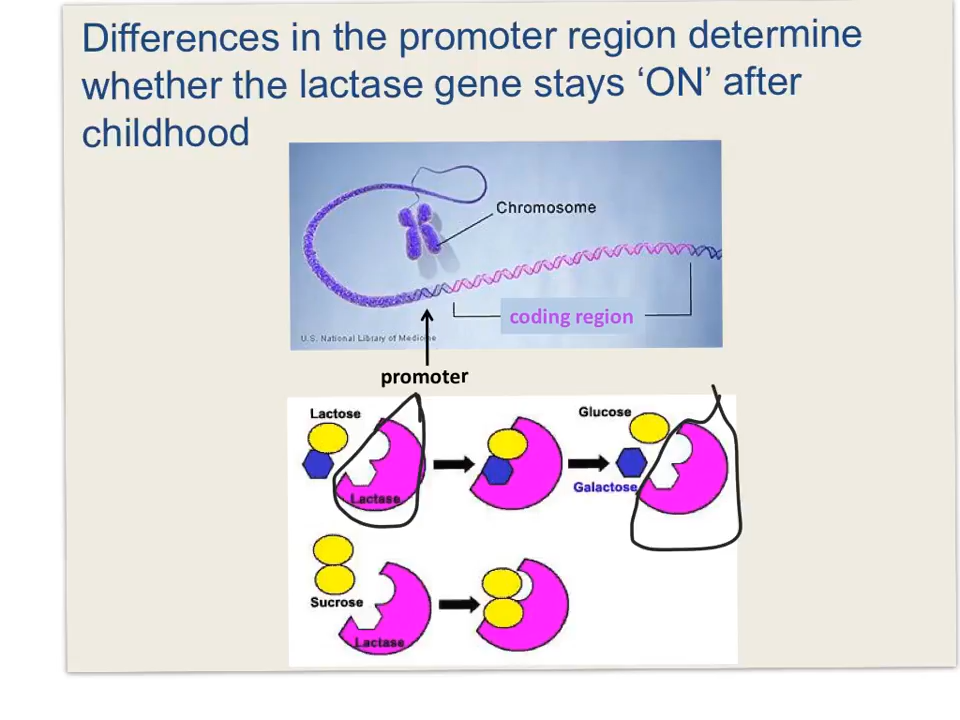 Differences in the promoter region determine
whether the lactase gene stays ‘ON’ after
childhood
Chromosome
coding region
U.S. National Library of Medicine
promoter
Lactose
Lactase
Glucose
Galactose
Sucrose
Lactase